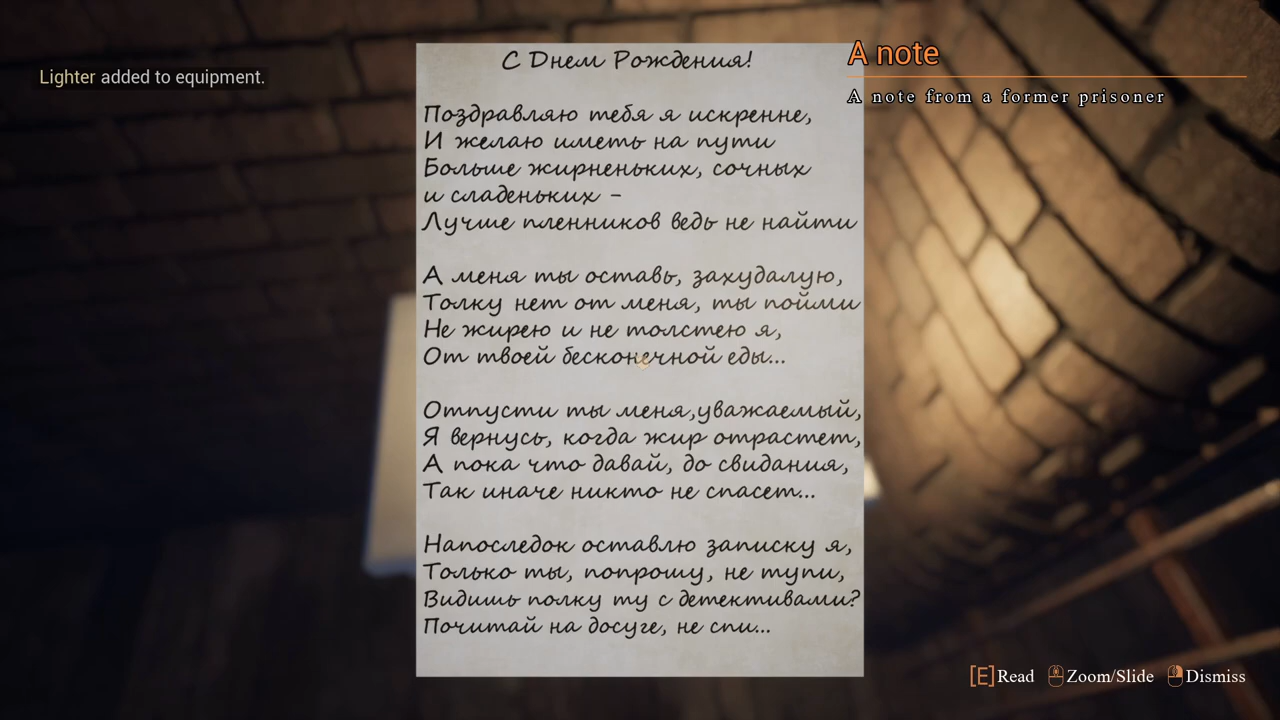 Lighter added to equipment.
A note
A note from a former prisoner
С Днем Рождения!
Поздравляю тебя я искренне,
И желаю иметь на пути
Больше жирненьких, сочных
и сладеньких -
Лучше пленников ведь не найти
А меня ты оставь, захудалую,
Толку нет от меня, ты пойми
Не жирею и не толстею я,
От твоей бесконечной еды...
Отпусти ты меня,уважаемый,
Я вернусь, когда жир отрастет,
А пока что давай, до свидания,
Так иначе никто не спасет...
Напоследок оставлю записку я,
Только ты, попрошу, не тупи,
Видишь полку ту с детективами?
Почитай на досуге, не спи...
[E]Read Zoom/Slide Dismiss